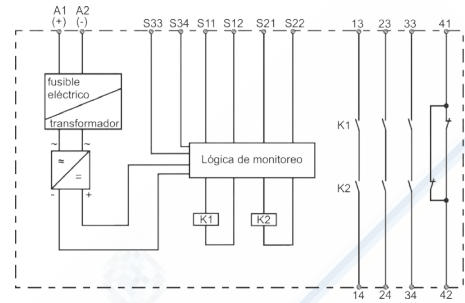 A1 A2 S33 S34 S11 S12 S21 S22 13 23 33 41
(+) (-)
fusible
eléctrico
transformador
~ ~
≂
=
- +
Lógica de monitoreo
K1 K2
K1
K2
14 24 34 42